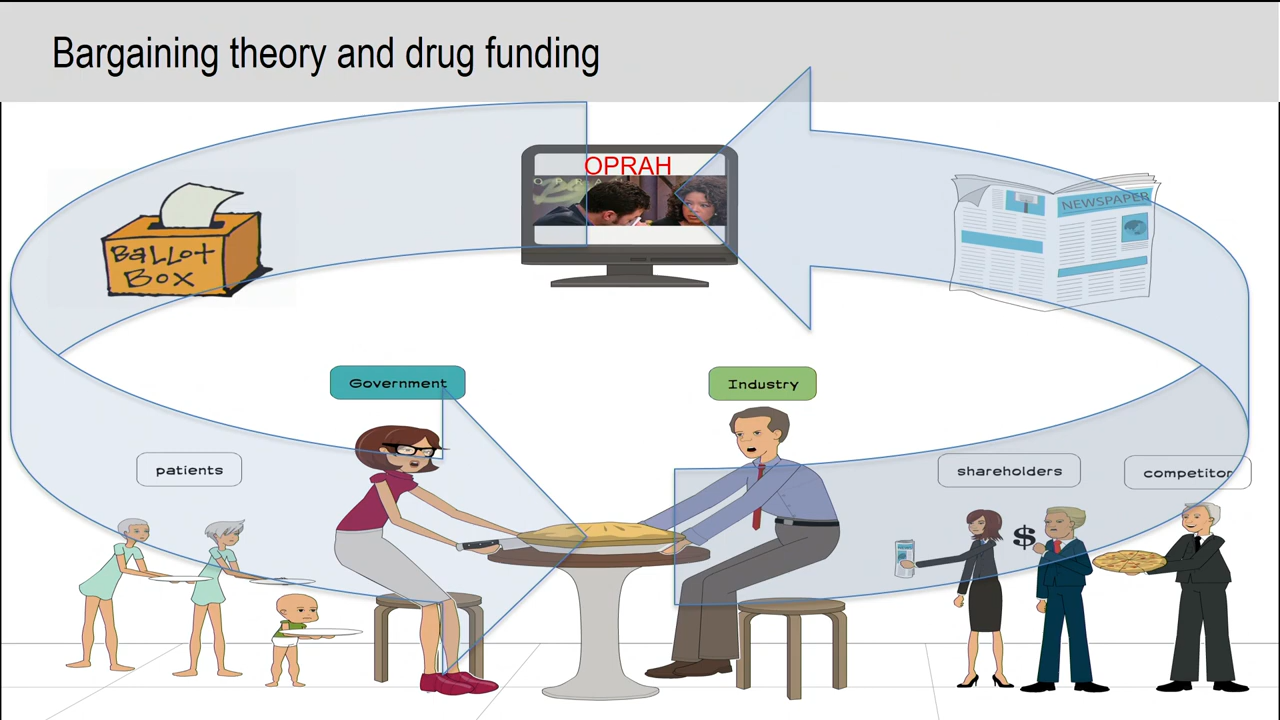 Bargaining theory and drug funding
OPRAH
O P R A
NEWSPAPER
BaLLot
Box
Government
Industry
patients
shareholders
competitor
$